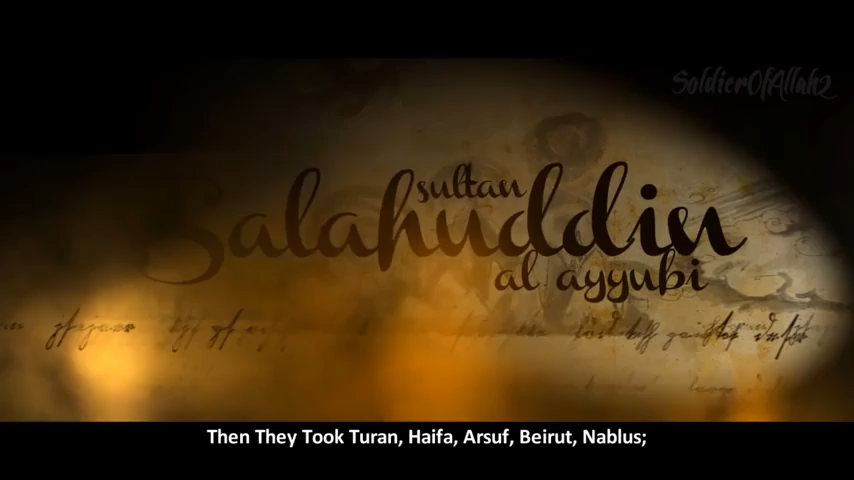 SoldierOfAllah2
sultan
Salahuddin
al ayyubi
Then They Took Turan, Haifa, Arsuf, Beirut, Nablus;